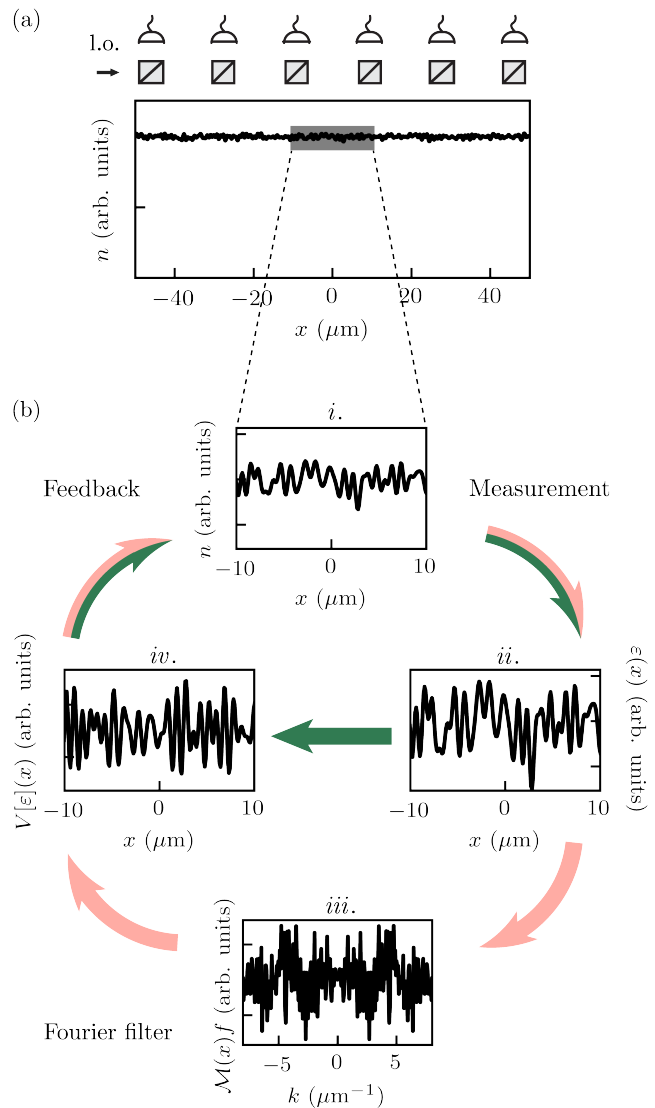 (a)
l.o.
n (arb. units)
−40 −20 0 20 40
x (μm)
(b)
i.
Feedback
Measurement
n (arb. units)
−10 0 10
x (μm)
iv.
ii.
V[ε](x) (arb. units)
ε(x) (arb. units)
−10 0 10
−10 0 10
x (μm)
x (μm)
iii.
ℳ(x)f (arb. units)
Fourier filter
−5 0 5
k (μm⁻¹)